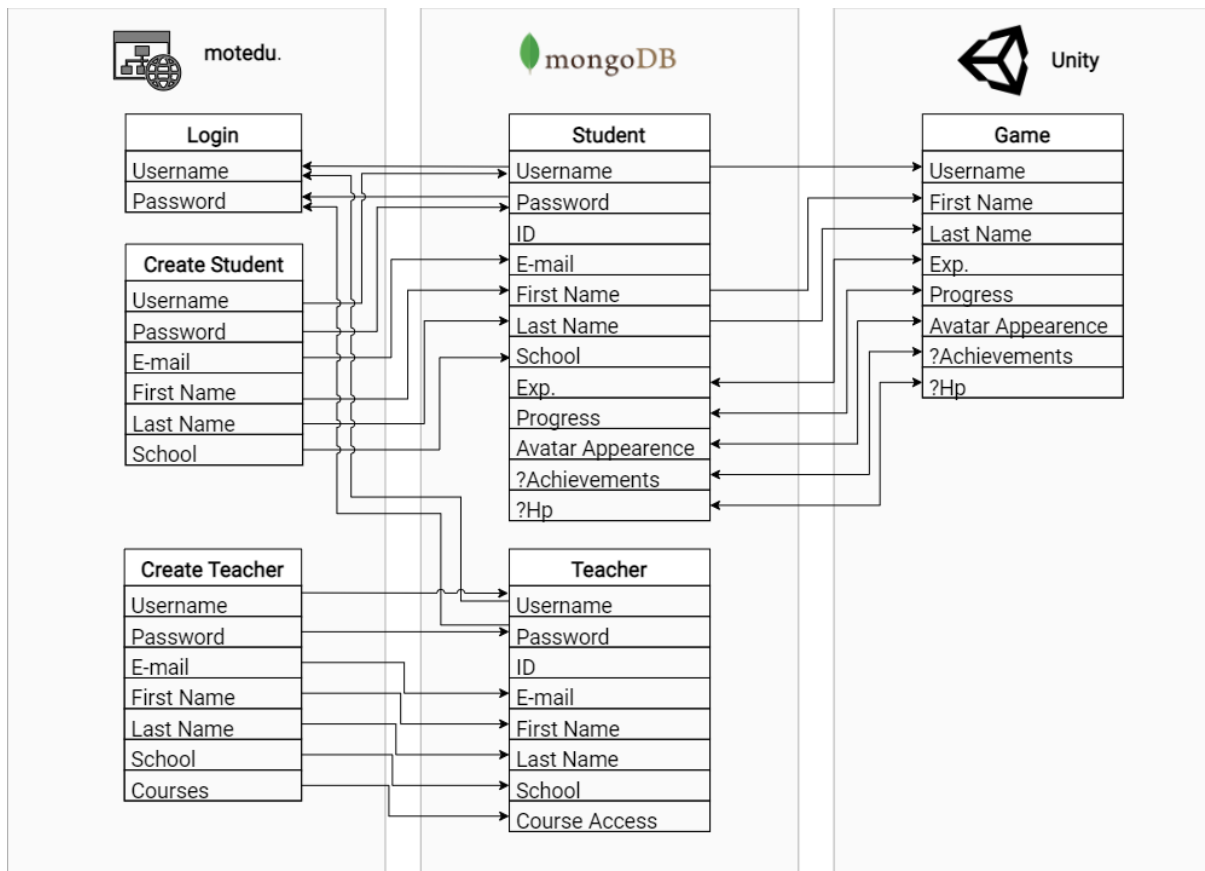 motedu.
mongoDB
Unity
Login
Username
Password
Create Student
Username
Password
E-mail
First Name
Last Name
School
Create Teacher
Username
Password
E-mail
First Name
Last Name
School
Courses
Student
Username
Password
ID
E-mail
First Name
Last Name
School
Exp.
Progress
Avatar Appearence
?Achievements
?Hp
Teacher
Username
Password
ID
E-mail
First Name
Last Name
School
Course Access
Game
Username
First Name
Last Name
Exp.
Progress
Avatar Appearence
?Achievements
?Hp